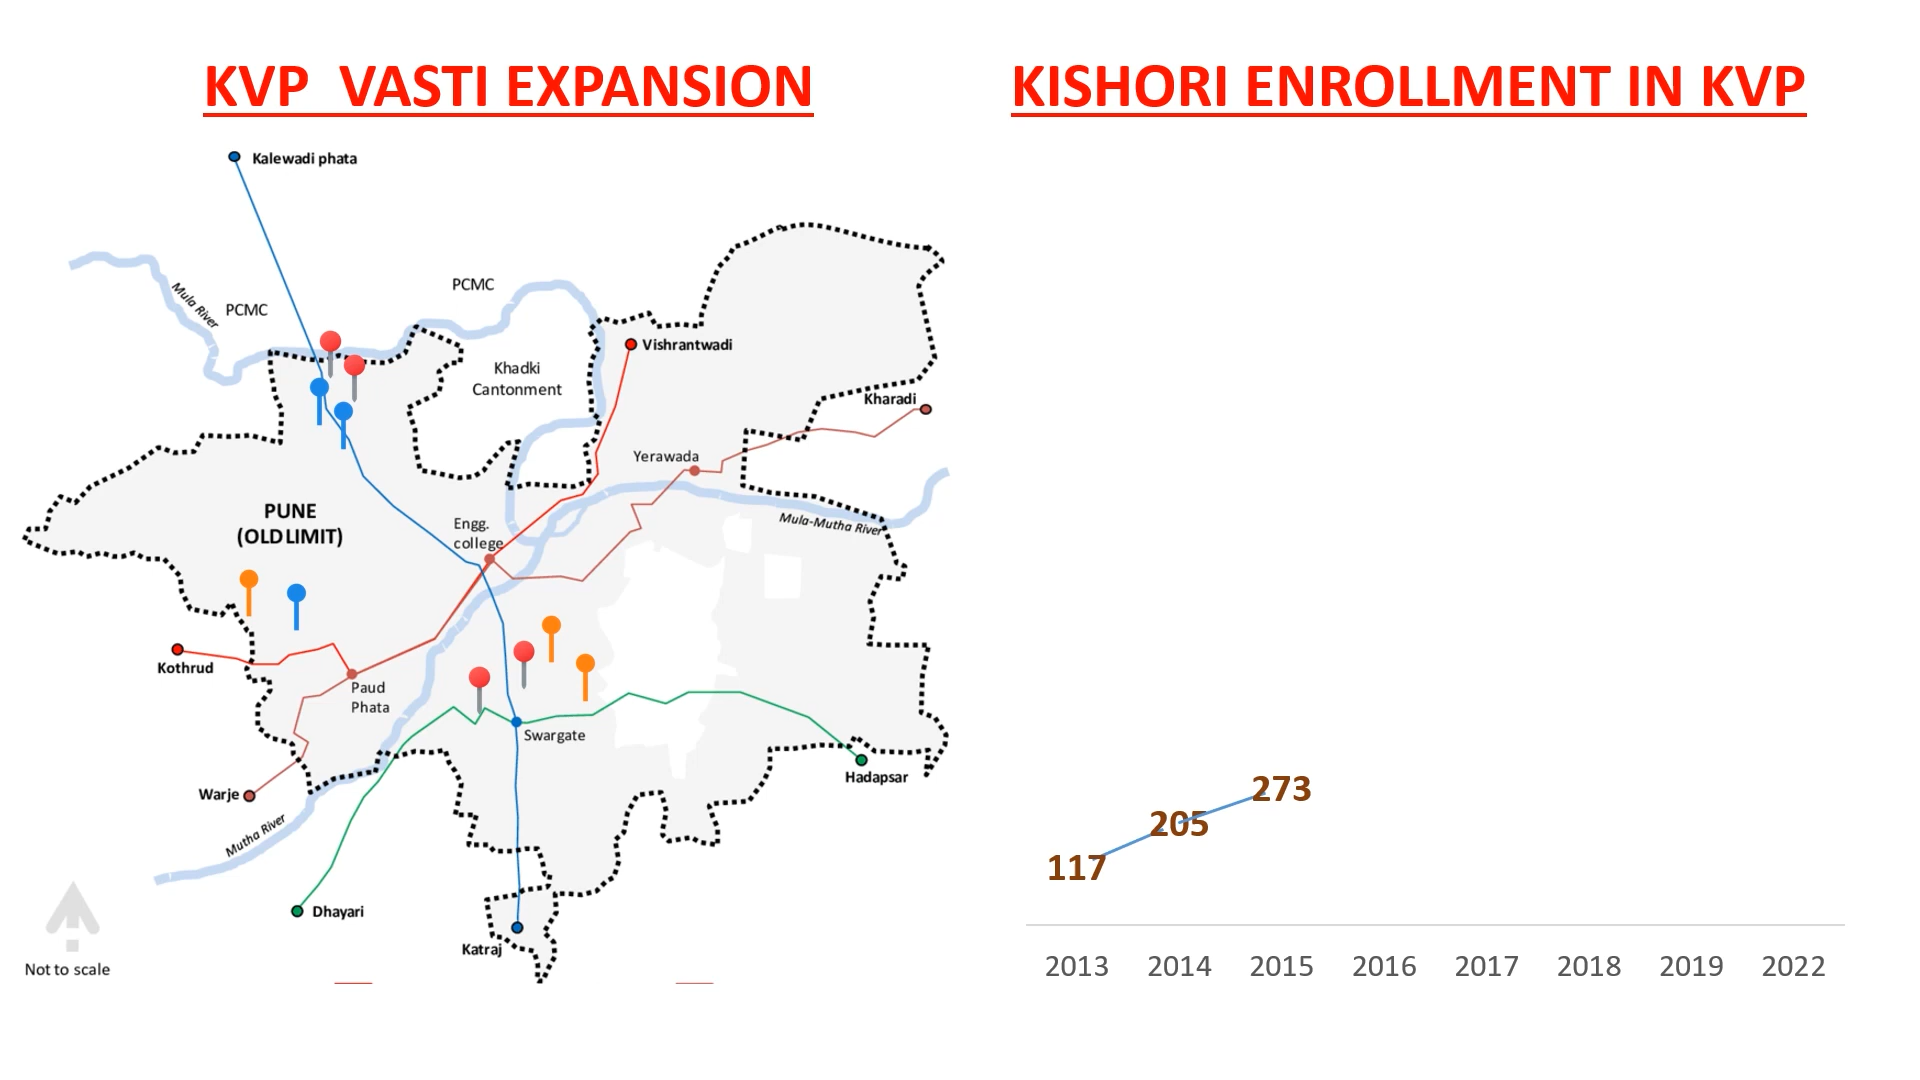 KVP  VASTI EXPANSION
KISHORI ENROLLMENT IN KVP
Kalewadi phata
PCMC
Mula River
PCMC
Vishrantwadi
Khadki
Cantonment
Kharadi
Yerawada
PUNE
(OLD LIMIT)
Engg.
college
Mula-Mutha River
Kothrud
Paud
Phata
Swargate
Hadapsar
Warje
Mutha River
Dhayari
Katraj
Not to scale
273
205
117
2013 2014 2015 2016 2017 2018 2019 2022